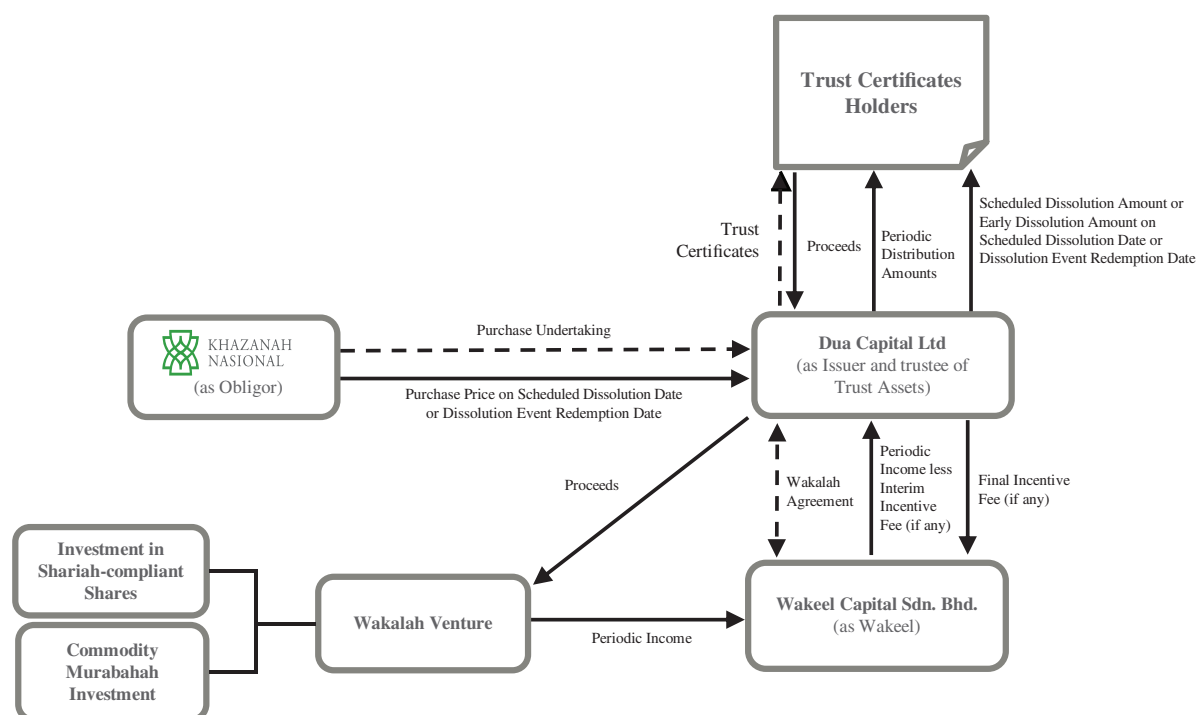 Trust Certificates
Holders
Trust
Certificates
Proceeds
Periodic
Distribution
Amounts
Scheduled Dissolution Amount or
Early Dissolution Amount on
Scheduled Dissolution Date or
Dissolution Event Redemption Date
KHAZANAH
NASIONAL
(as Obligor)
Purchase Undertaking
Purchase Price on Scheduled Dissolution Date
or Dissolution Event Redemption Date
Dua Capital Ltd
(as Issuer and trustee of
Trust Assets)
Proceeds
Wakalah
Agreement
Periodic
Income less
Interim
Incentive
Fee (if any)
Final Incentive
Fee (if any)
Investment in
Shariah-compliant
Shares
Commodity
Murabahah
Investment
Wakalah Venture
Periodic Income
Wakeel Capital Sdn. Bhd.
(as Wakeel)